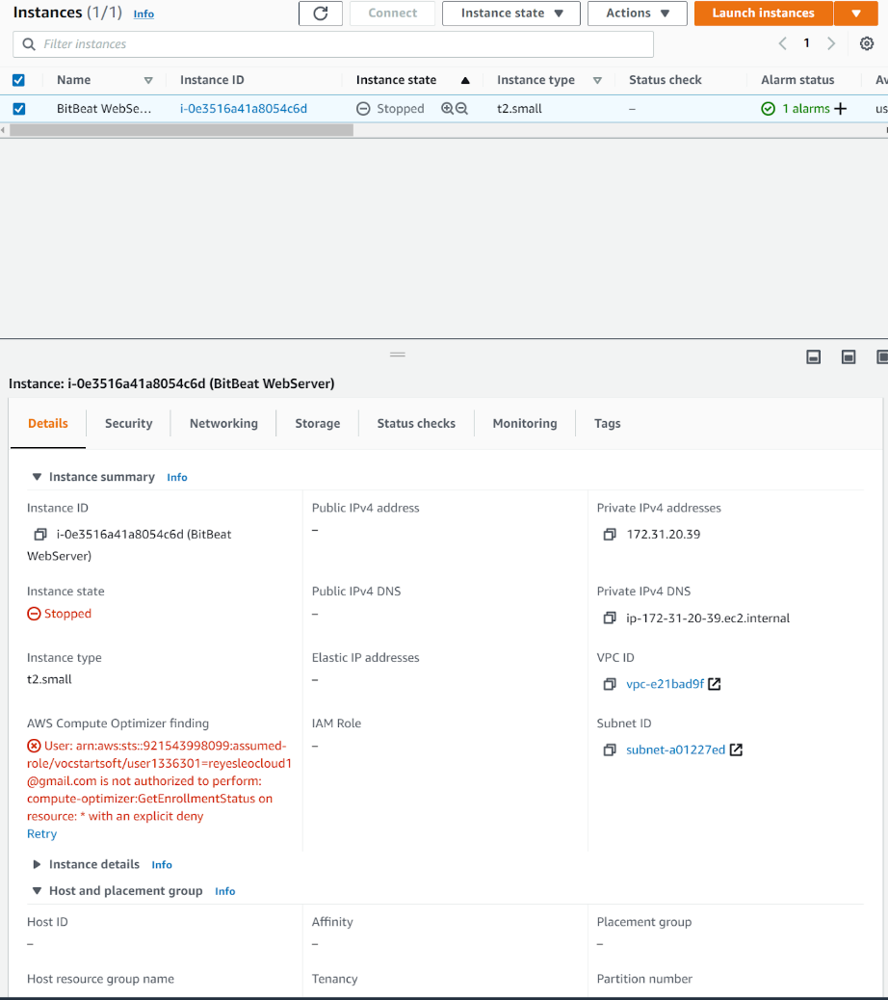 Instances (1/1) Info
Connect
Instance state
Actions
Launch instances
Filter instances
1
Name Instance ID Instance state Instance type Status check Alarm status Av
BitBeat WebSe... i-0e3516a41a8054c6d Stopped t2.small – 1 alarms + us
Instance: i-0e3516a41a8054c6d (BitBeat WebServer)
Details Security Networking Storage Status checks Monitoring Tags
Instance summary Info
Instance ID
i-0e3516a41a8054c6d (BitBeat
WebServer)
Public IPv4 address
–
Private IPv4 addresses
172.31.20.39
Instance state
Stopped
Public IPv4 DNS
–
Private IPv4 DNS
ip-172-31-20-39.ec2.internal
Instance type
t2.small
Elastic IP addresses
–
VPC ID
vpc-e21bad9f
AWS Compute Optimizer finding
User: arn:aws:sts::921543998099:assumed-
role/vocstartsoft/user1336301=reyesleocloud1
@gmail.com is not authorized to perform:
compute-optimizer:GetEnrollmentStatus on
resource: * with an explicit deny
Retry
IAM Role
–
Subnet ID
subnet-a01227ed
Instance details Info
Host and placement group Info
Host ID
–
Affinity
–
Placement group
–
Host resource group name
Tenancy
Partition number